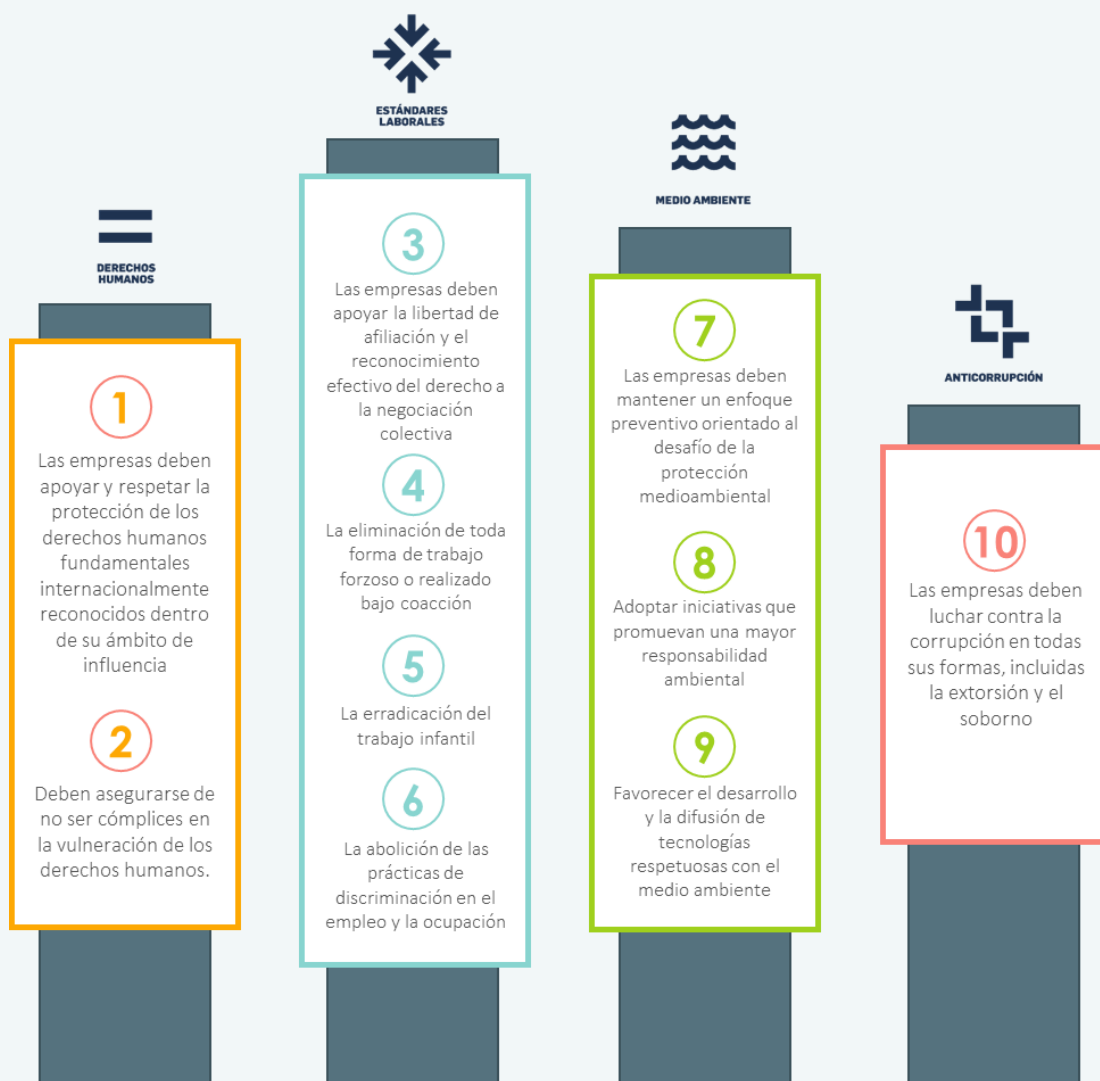 DERECHOS
HUMANOS
1
Las empresas deben
apoyar y respetar la
protección de los
derechos humanos
fundamentales
internacionalmente
reconocidos dentro
de su ámbito de
influencia
2
Deben asegurarse de
no ser cómplices en
la vulneración de los
derechos humanos.
ESTÁNDARES
LABORALES
3
Las empresas deben
apoyar la libertad de
afiliación y el
reconocimiento
efectivo del derecho a
la negociación
colectiva
4
La eliminación de toda
forma de trabajo
forzoso o realizado
bajo coacción
5
La erradicación del
trabajo infantil
6
La abolición de las
prácticas de
discriminación en el
empleo y la ocupación
MEDIO AMBIENTE
7
Las empresas deben
mantener un enfoque
preventivo orientado al
desafío de la
protección
medioambiental
8
Adoptar iniciativas que
promuevan una mayor
responsabilidad
ambiental
9
Favorecer el desarrollo
y la difusión de
tecnologías
respetuosas con el
medio ambiente
ANTICORRUPCIÓN
10
Las empresas deben
luchar contra la
corrupción en todas
sus formas, incluidas
la extorsión y el
soborno